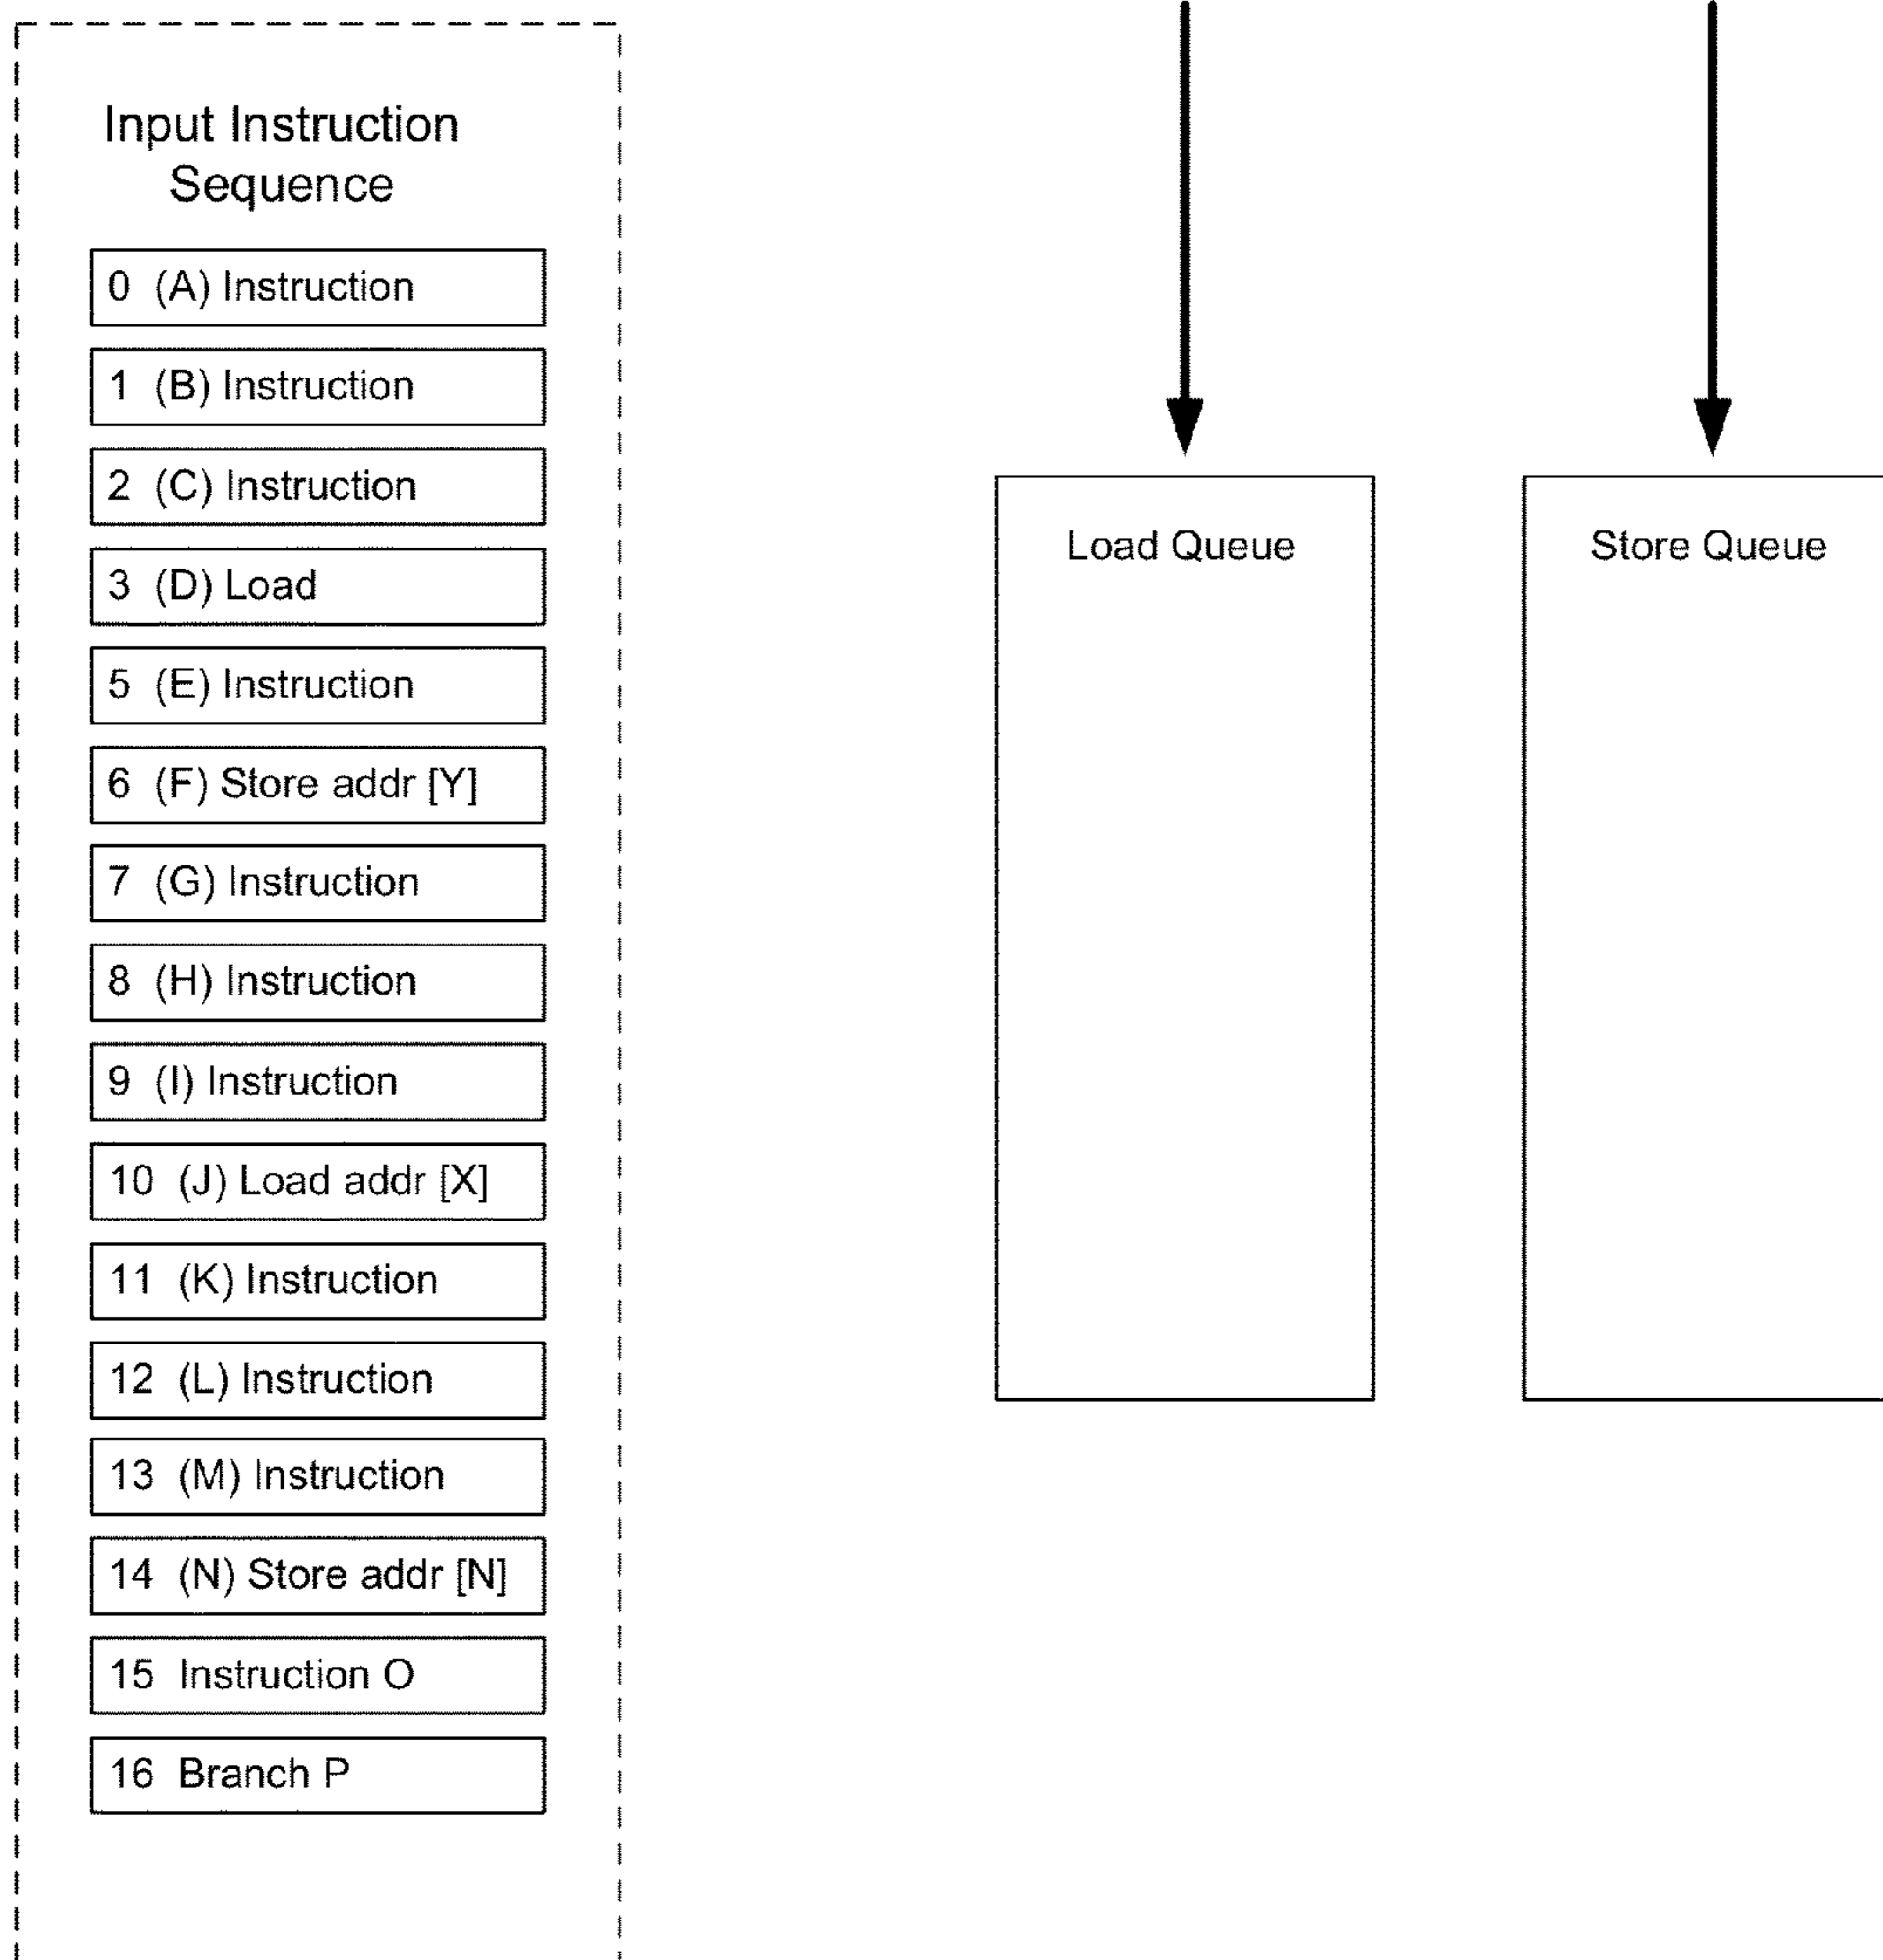 Input Instruction
Sequence
0 (A) Instruction
1 (B) Instruction
2 (C) Instruction
3 (D) Load
5 (E) Instruction
6 (F) Store addr [Y]
7 (G) Instruction
8 (H) Instruction
9 (I) Instruction
10 (J) Load addr [X]
11 (K) Instruction
12 (L) Instruction
13 (M) Instruction
14 (N) Store addr [N]
15 Instruction O
16 Branch P
Load Queue
Store Queue